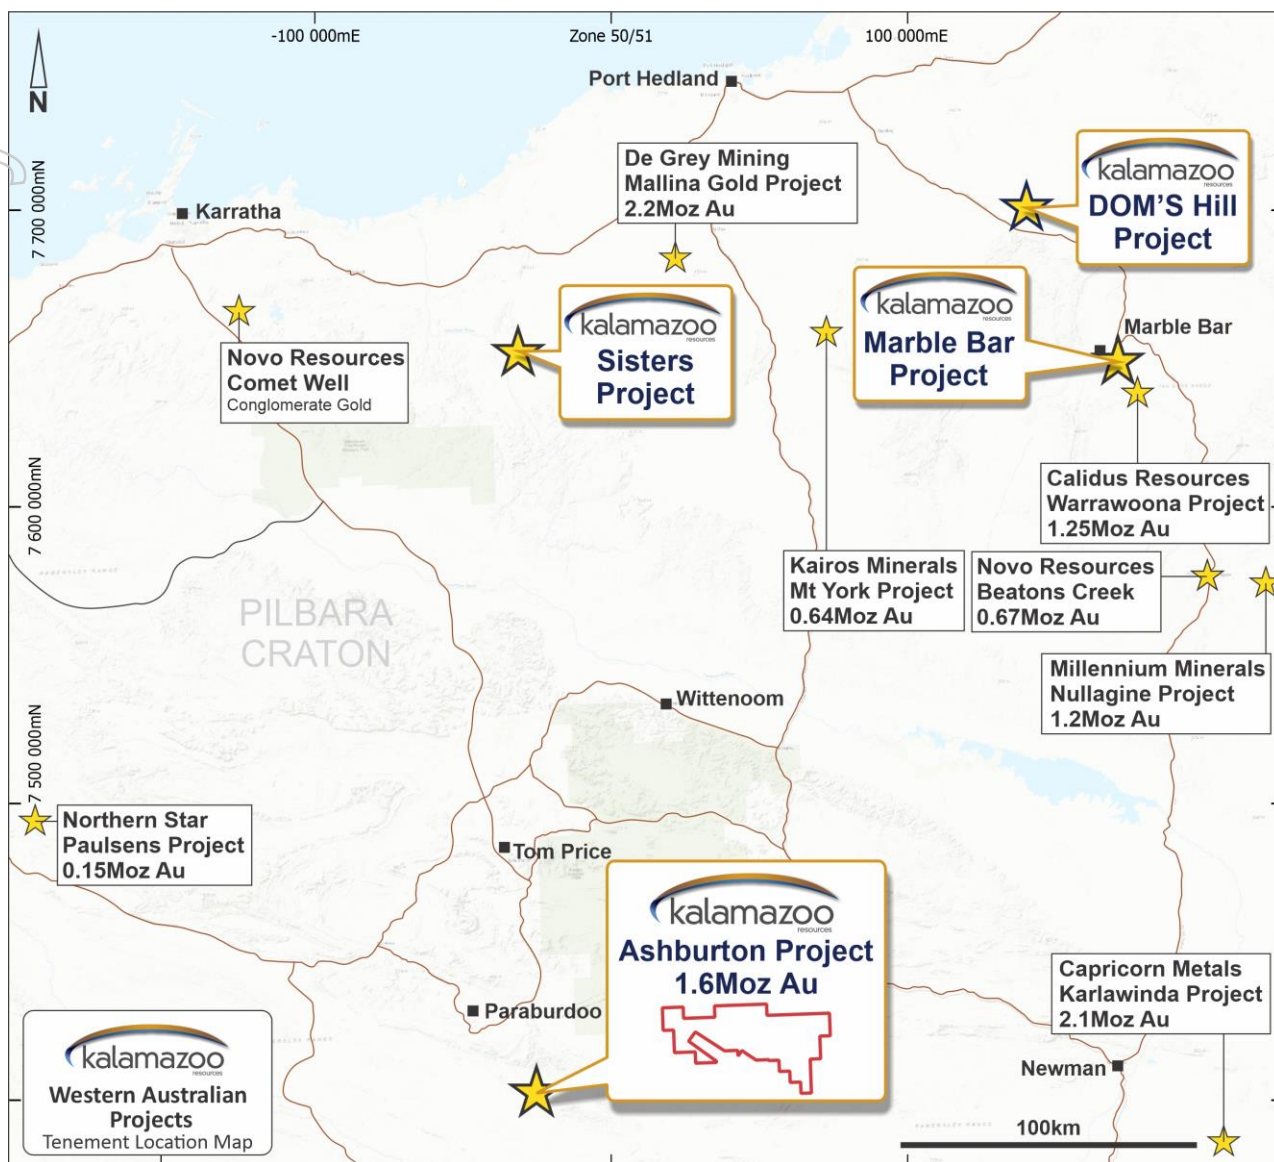 -100 000mE
Zone 50/51
100 000mE
N
Port Hedland
De Grey Mining
Mallina Gold Project
2.2Moz Au
kalamazoo
resources
DOM'S Hill
Project
7 700 000mN
Karratha
kalamazoo
resources
Sisters
Project
kalamazoo
resources
Marble Bar
Project
Marble Bar
Novo Resources
Comet Well
Conglomerate Gold
7 600 000mN
Calidus Resources
Warrawoona Project
1.25Moz Au
Kairos Minerals
Mt York Project
0.64Moz Au
Novo Resources
Beatons Creek
0.67Moz Au
PILBARA
CRATON
Millennium Minerals
Nullagine Project
1.2Moz Au
Wittenoom
7 500 000mN
Northern Star
Paulsens Project
0.15Moz Au
Tom Price
kalamazoo
resources
Ashburton Project
1.6Moz Au
Paraburdoo
Capricorn Metals
Karlawinda Project
2.1Moz Au
Newman
kalamazoo
resources
Western Australian
Projects
Tenement Location Map
100km